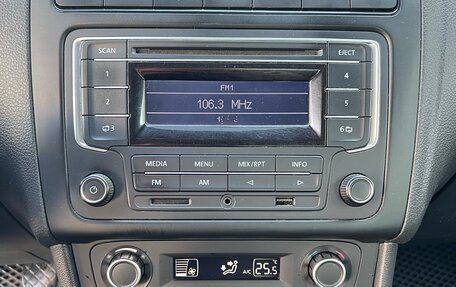 SCAN
EJECT
1
4
FM1
2
106.3 MHz
5
3
6
MEDIA MENU MIX/RPT INFO
FM AM
A/C 25.5 °C